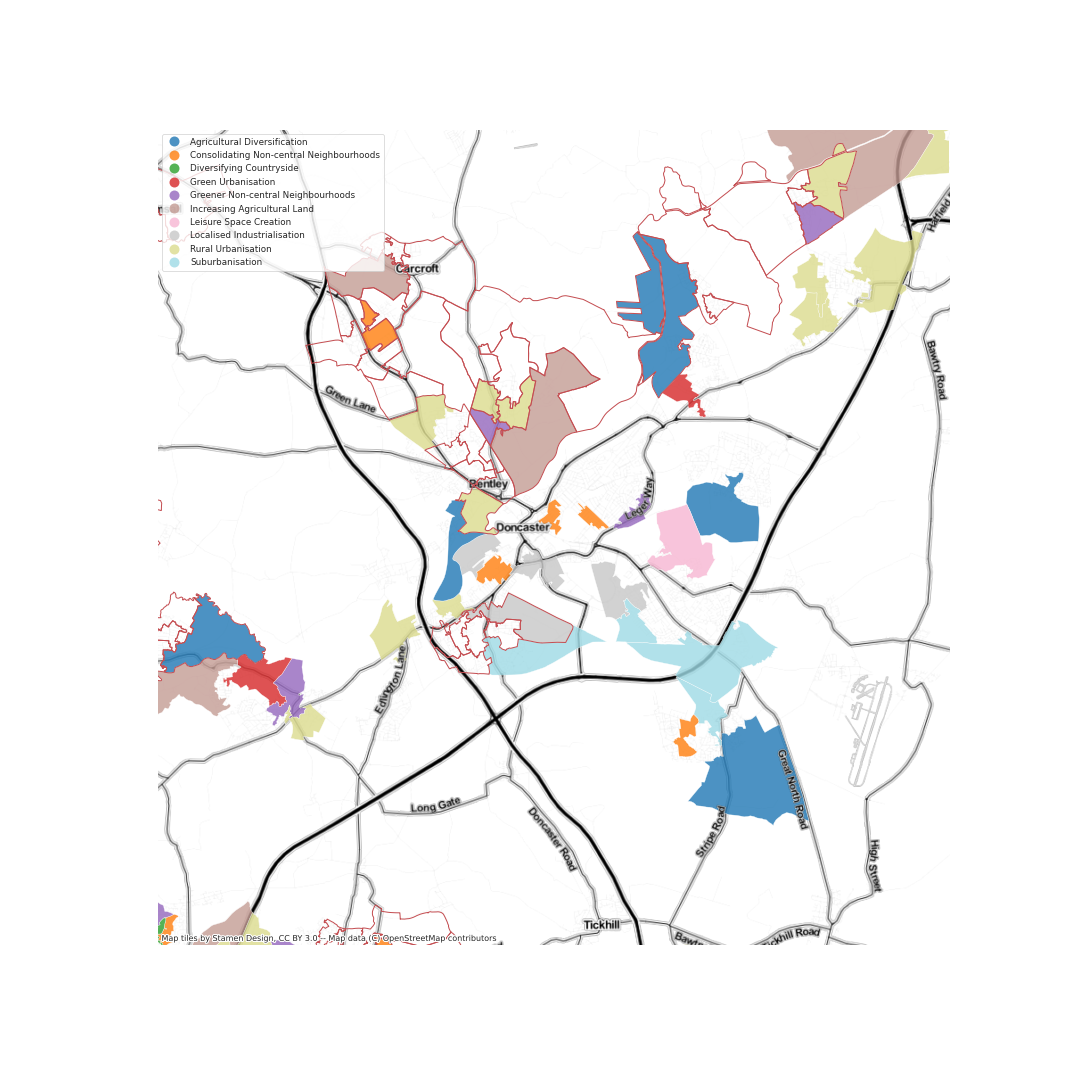 Agricultural Diversification
Consolidating Non-central Neighbourhoods
Diversifying Countryside
Green Urbanisation
Greener Non-central Neighbourhoods
Increasing Agricultural Land
Leisure Space Creation
Localised Industrialisation
Rural Urbanisation
Suburbanisation
Carcroft
Hatfield
Bawtry Road
Green Lane
Bentley
Leger Way
Doncaster
Edlington Lane
Great North Road
Long Gate
Stripe Road
Doncaster Road
High Street
Tickhill
Tickhill Road
Map tiles by Stamen Design, CC BY 3.0 -- Map data (C) OpenStreetMap contributors